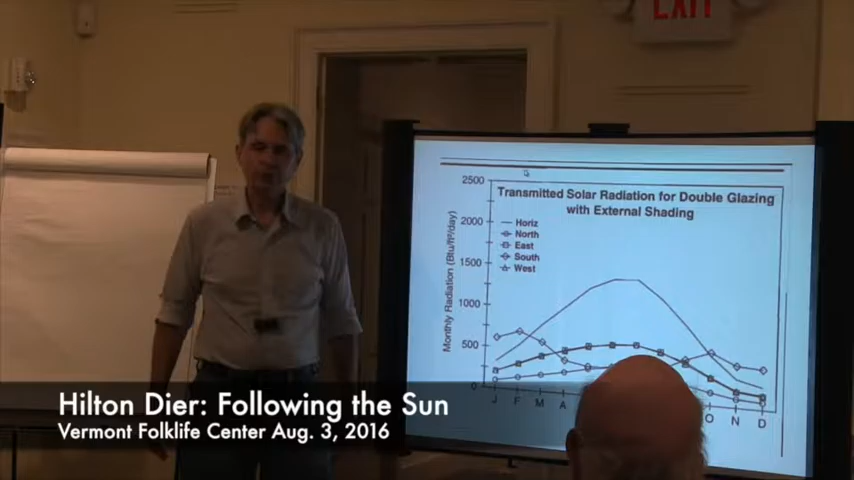 EXIT
2500
Transmitted Solar Radiation for Double Glazing
with External Shading
2000
Horiz
North
East
South
West
1500
1000
500
Monthly Radiation (Btu/ft²/day)
J F M A O N D
Hilton Dier: Following the Sun
Vermont Folklife Center Aug. 3, 2016